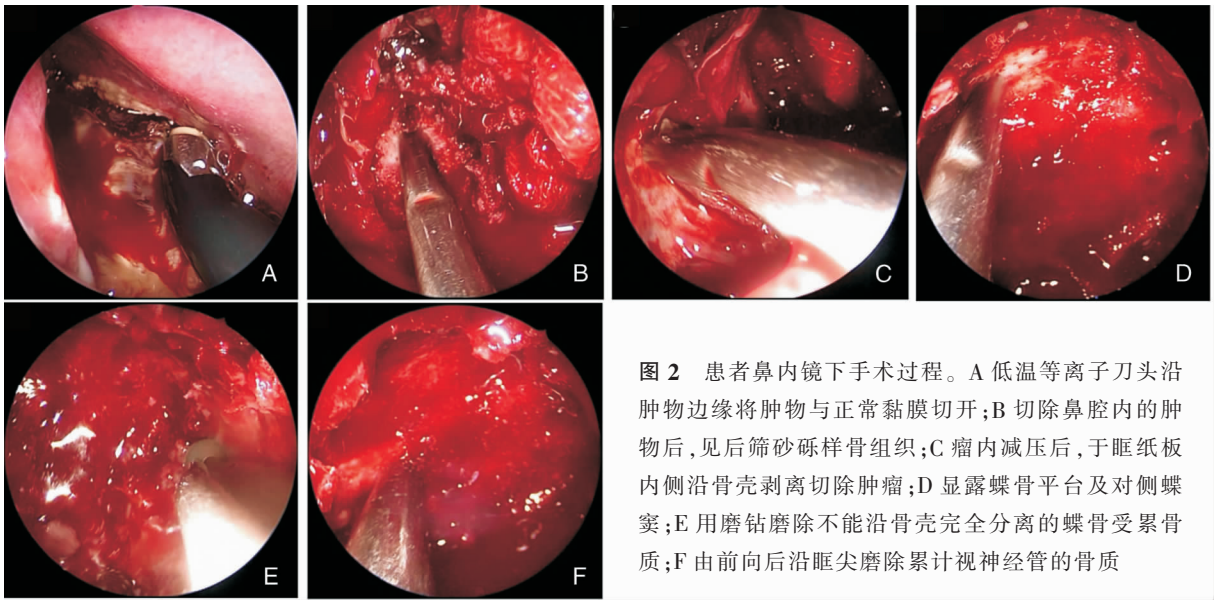 A
B
C
D
E
F
图2 患者鼻内镜下手术过程。A 低温等离子刀头沿
肿物边缘将肿物与正常黏膜切开;B 切除鼻腔内的肿
物后,见后筛砂砾样骨组织;C 瘤内减压后,于眶纸板
内侧沿骨壳剥离切除肿瘤;D 显露蝶骨平台及对侧蝶
窦;E 用磨钻磨除不能沿骨壳完全分离的蝶骨受累骨
质;F 由前向后沿眶尖磨除累计视神经管的骨质